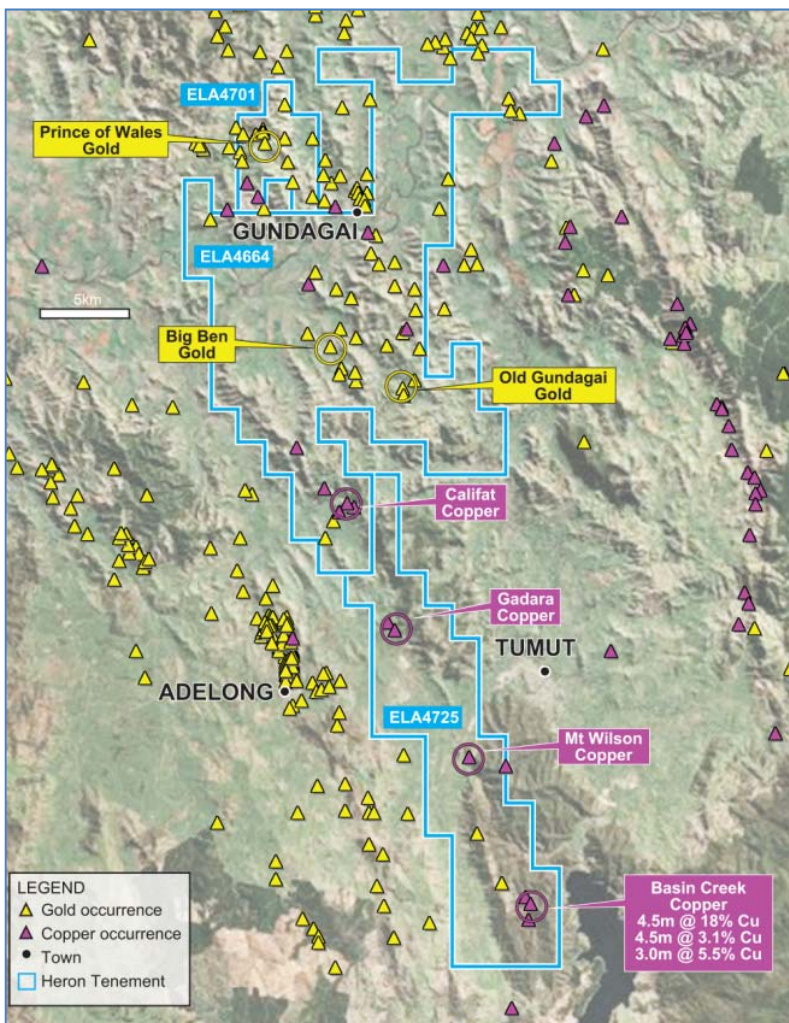 ELA4701
Prince of Wales
Gold
GUNDAGAI
ELA4664
5km
Big Ben
Gold
Old Gundagai
Gold
Califat
Copper
Gadara
Copper
TUMUT
ADELONG
ELA4725
Mt Wilson
Copper
Basin Creek
Copper
4.5m @ 18% Cu
4.5m @ 3.1% Cu
3.0m @ 5.5% Cu
LEGEND
Gold occurrence
Copper occurrence
Town
Heron Tenement